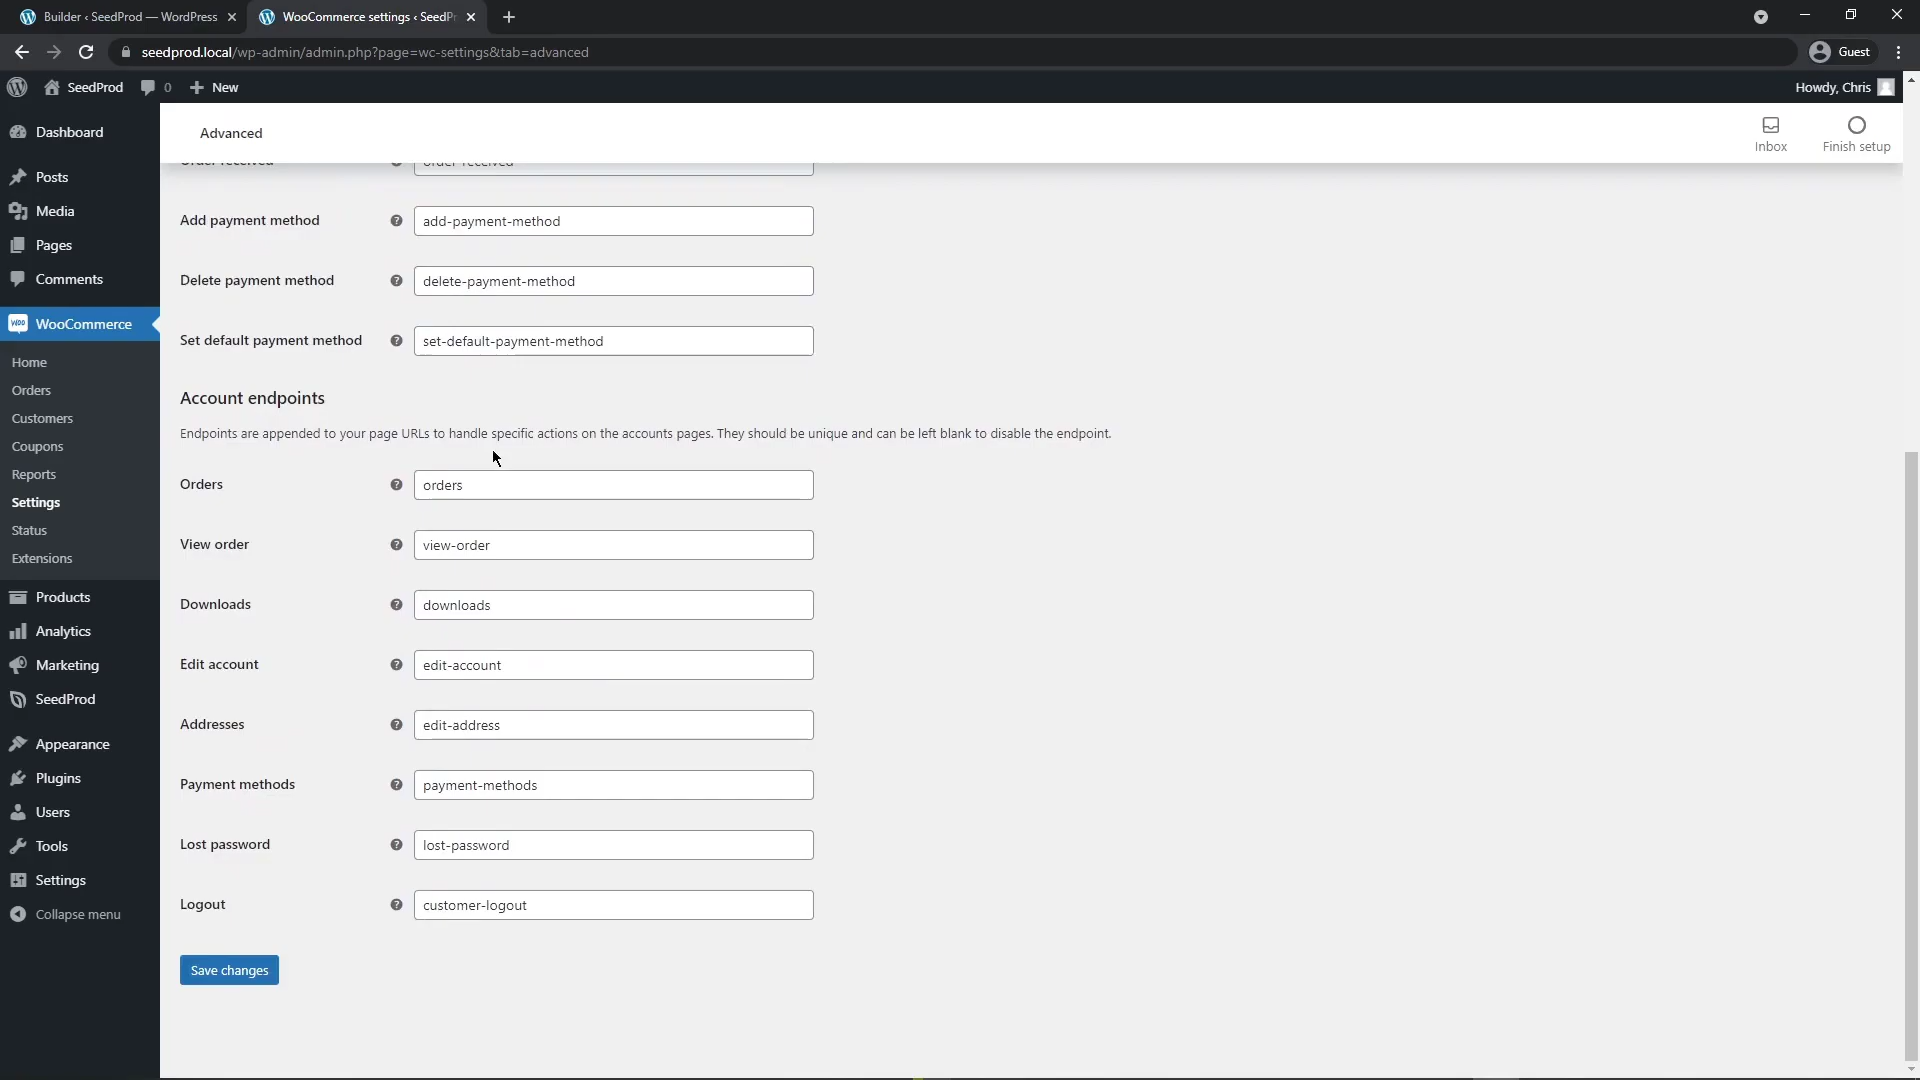 Builder ‹ SeedProd — WordPress
WooCommerce settings ‹ SeedPr
seedprod.local/wp-admin/admin.php?page=wc-settings&tab=advanced
Guest
SeedProd
0
New
Howdy, Chris
Dashboard
Posts
Media
Pages
Comments
woo
WooCommerce
Home
Orders
Customers
Coupons
Reports
Settings
Status
Extensions
Products
Analytics
Marketing
SeedProd
Appearance
Plugins
Users
Tools
Settings
Collapse menu
Advanced
Inbox
Finish setup
Order received
order-received
Add payment method
add-payment-method
Delete payment method
delete-payment-method
Set default payment method
set-default-payment-method
Account endpoints
Endpoints are appended to your page URLs to handle specific actions on the accounts pages. They should be unique and can be left blank to disable the endpoint.
Orders
orders
View order
view-order
Downloads
downloads
Edit account
edit-account
Addresses
edit-address
Payment methods
payment-methods
Lost password
lost-password
Logout
customer-logout
Save changes